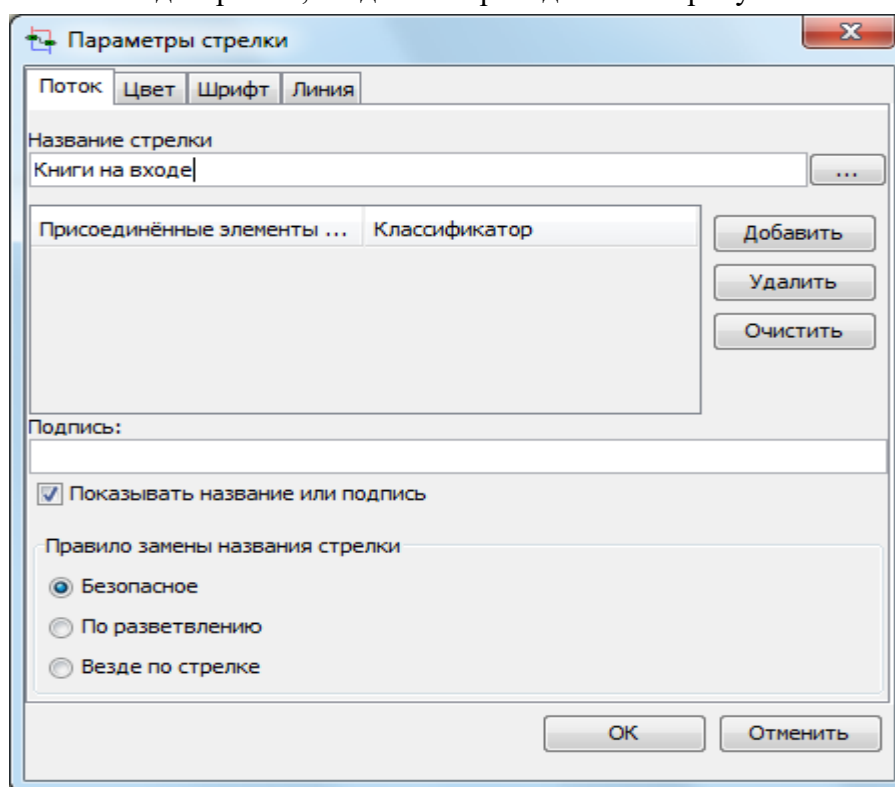 Параметры стрелки
Поток Цвет Шрифт Линия
Название стрелки
Книги на входе ...
Присоединённые элементы ... Классификатор
Добавить
Удалить
Очистить
Подпись:
Показывать название или подпись
Правило замены названия стрелки
Безопасное
По разветвлению
Везде по стрелке
OK Отменить